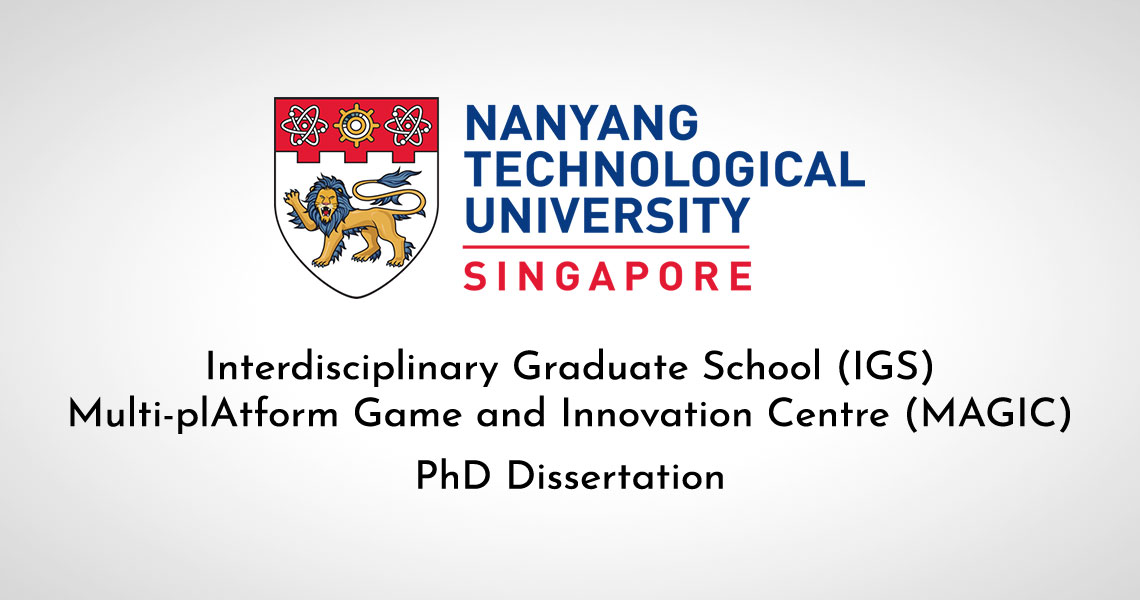 NANYANG
TECHNOLOGICAL
UNIVERSITY
SINGAPORE
Interdisciplinary Graduate School (IGS)
Multi-plAtform Game and Innovation Centre (MAGIC)
PhD Dissertation